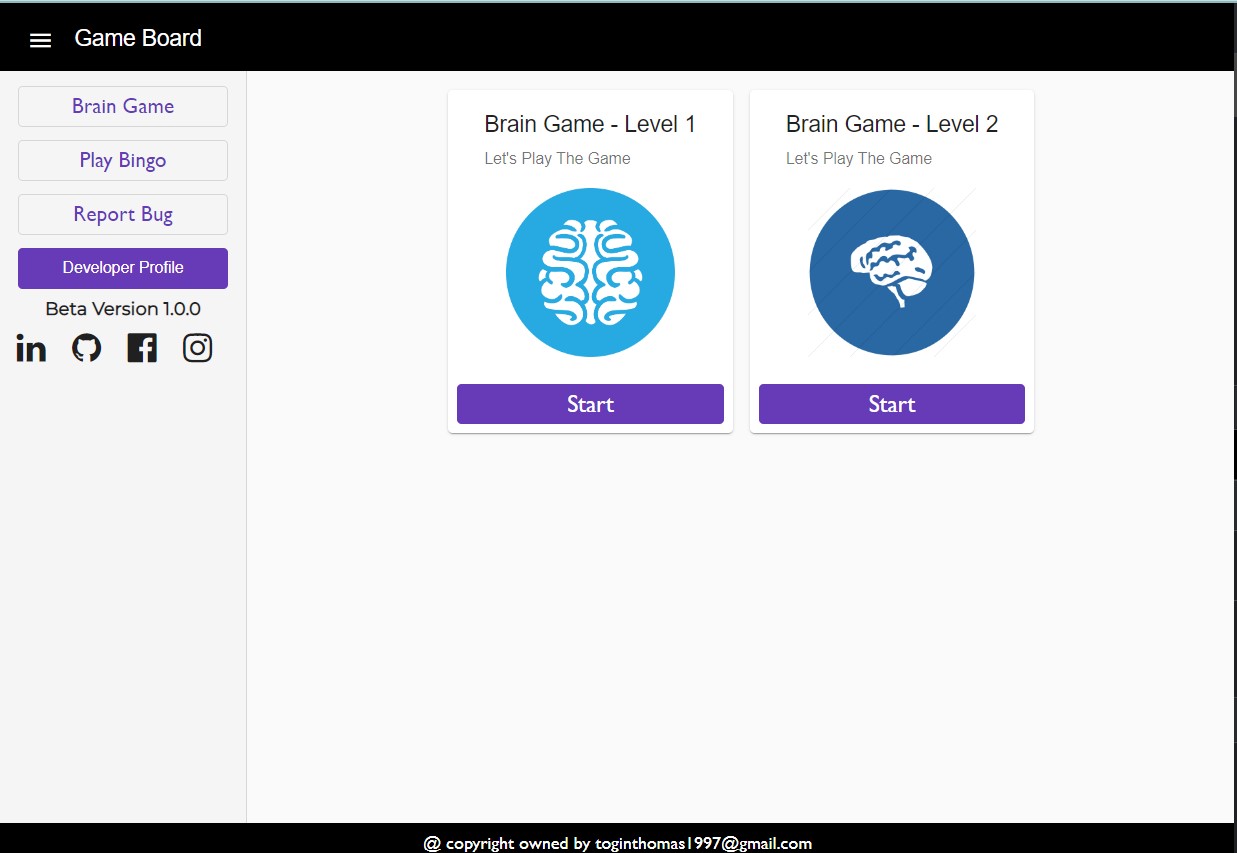 Game Board
Brain Game
Play Bingo
Report Bug
Developer Profile
Beta Version 1.0.0
in
Brain Game - Level 1
Let's Play The Game
Start
Brain Game - Level 2
Let's Play The Game
Start
@ copyright owned by toginthomas1997@gmail.com